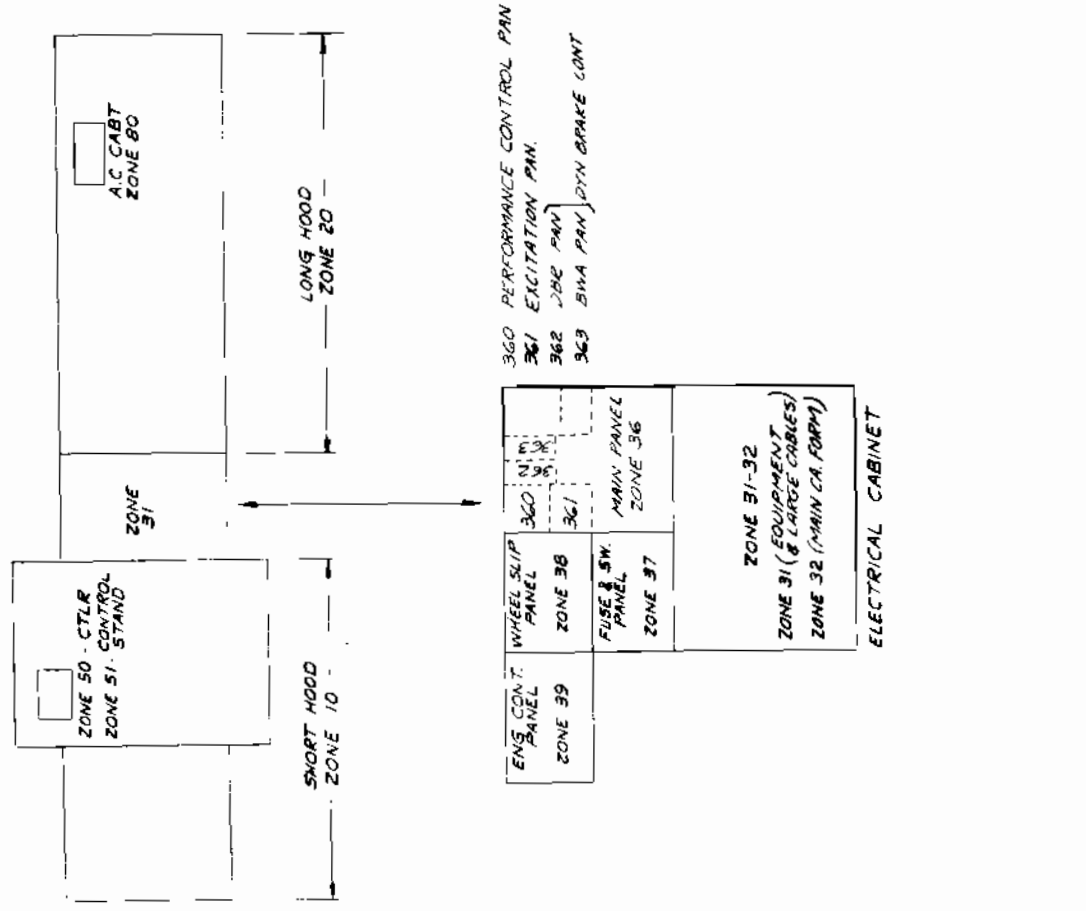 A.C CABT
ZONE 80
LONG HOOD
ZONE 20
ZONE
31
ZONE 50 - CTLR
ZONE 51 - CONTROL
STAND
SHORT HOOD
ZONE 10
360 PERFORMANCE CONTROL PAN
361 EXCITATION PAN.
362 DBR PAN
363 BWA PAN
DYN BRAKE CONT
360
361
362
363
MAIN PANEL
ZONE 36
WHEEL SLIP
PANEL
ZONE 38
FUSE & SW.
PANEL
ZONE 37
ENG CONT.
PANEL
ZONE 39
ZONE 31-32
ZONE 31 (EQUIPMENT
& LARGE CABLES)
ZONE 32 (MAIN CA. FORM)
ELECTRICAL CABINET